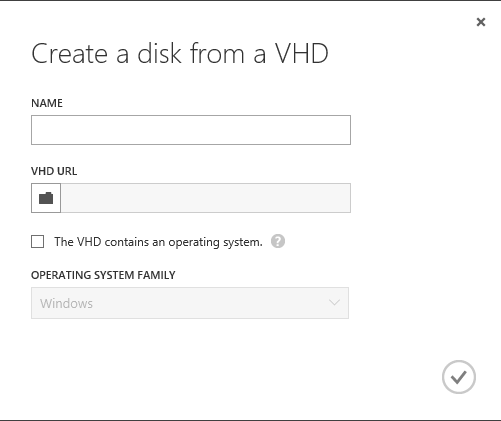 Create a disk from a VHD
NAME
VHD URL
The VHD contains an operating system. ?
OPERATING SYSTEM FAMILY
Windows